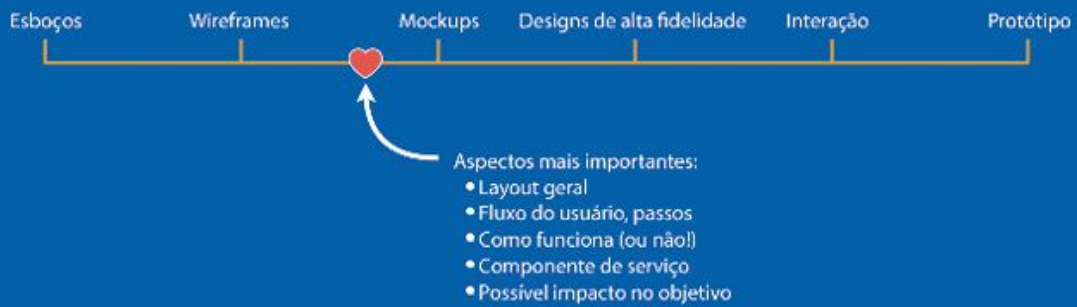 Esboços Wireframes Mockups Designs de alta fidelidade Interação Protótipo
Aspectos mais importantes:
• Layout geral
• Fluxo do usuário, passos
• Como funciona (ou não!)
• Componente de serviço
• Possível impacto no objetivo